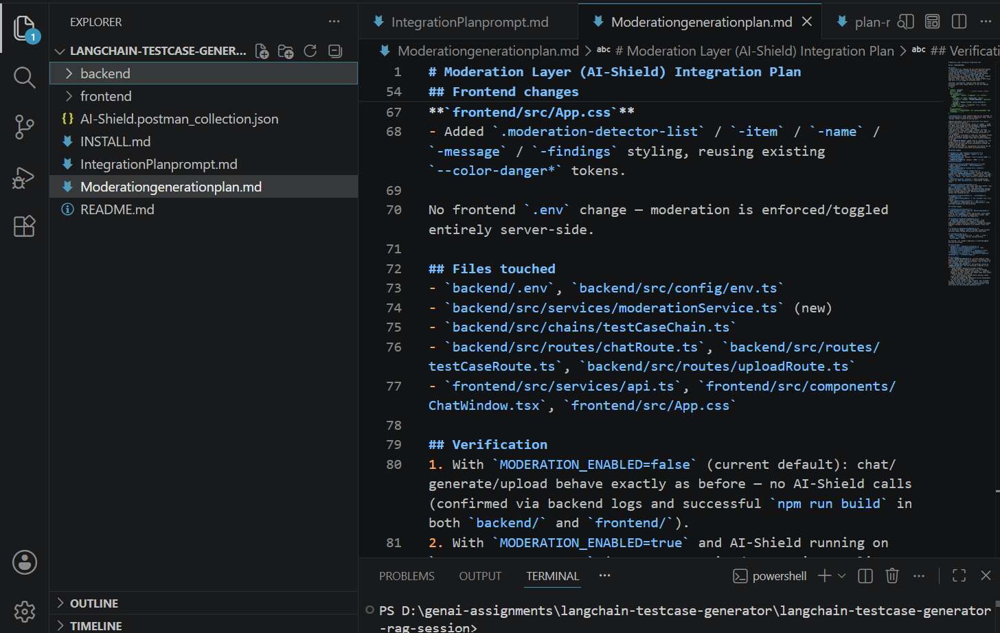 EXPLORER
LANGCHAIN-TESTCASE-GENER...
backend
frontend
{} AI-Shield.postman_collection.json
INSTALL.md
IntegrationPlanprompt.md
Moderationgenerationplan.md
README.md
OUTLINE
TIMELINE
1
IntegrationPlanprompt.md
Moderationgenerationplan.md
plan-r
Moderationgenerationplan.md > abc # Moderation Layer (AI-Shield) Integration Plan > abc ## Verificati
1 # Moderation Layer (AI-Shield) Integration Plan
54 ## Frontend changes
67 **`frontend/src/App.css`**
68 - Added `.moderation-detector-list` / `-item` / `-name` /
`-message` / `-findings` styling, reusing existing
`--color-danger*` tokens.
69
70 No frontend `.env` change — moderation is enforced/toggled
entirely server-side.
71
72 ## Files touched
73 - `backend/.env`, `backend/src/config/env.ts`
74 - `backend/src/services/moderationService.ts` (new)
75 - `backend/src/chains/testCaseChain.ts`
76 - `backend/src/routes/chatRoute.ts`, `backend/src/routes/
testCaseRoute.ts`, `backend/src/routes/uploadRoute.ts`
77 - `frontend/src/services/api.ts`, `frontend/src/components/
ChatWindow.tsx`, `frontend/src/App.css`
78
79 ## Verification
80 1. With `MODERATION_ENABLED=false` (current default): chat/
generate/upload behave exactly as before — no AI-Shield calls
(confirmed via backend logs and successful `npm run build` in
both `backend/` and `frontend/`).
81 2. With `MODERATION_ENABLED=true` and AI-Shield running on
PROBLEMS OUTPUT TERMINAL powershell
PS D:\genai-assignments\langchain-testcase-generator\langchain-testcase-generator
-rag-session>